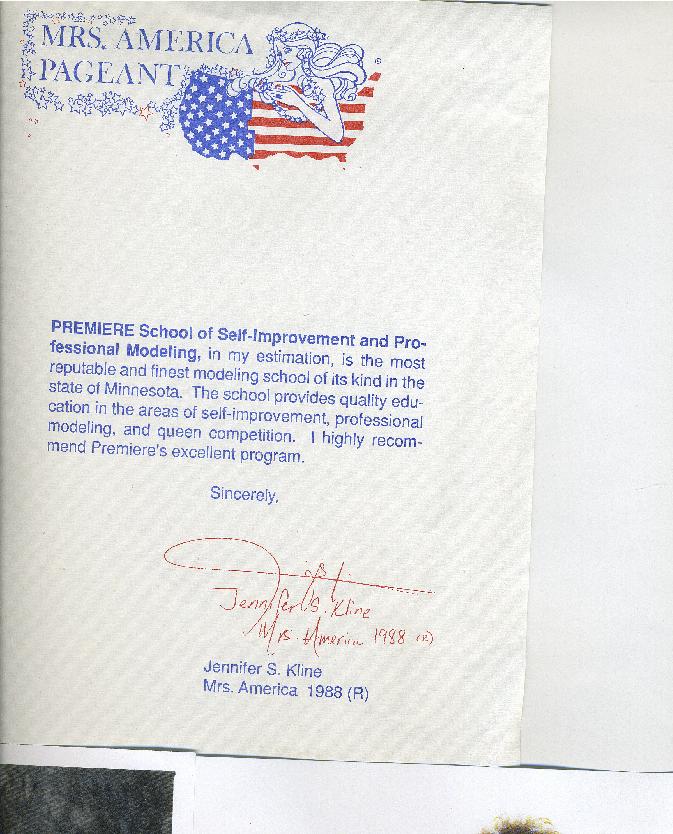 MRS. AMERICA
PAGEANT
PREMIERE School of Self-Improvement and Pro-
fessional Modeling, in my estimation, is the most
reputable and finest modeling school of its kind in the
state of Minnesota. The school provides quality edu-
cation in the areas of self-improvement, professional
modeling, and queen competition. I highly recom-
mend Premiere's excellent program.
Sincerely,
Jennifer S. Kline
Mrs. America 1988 (R)
Jennifer S. Kline
Mrs. America 1988 (R)